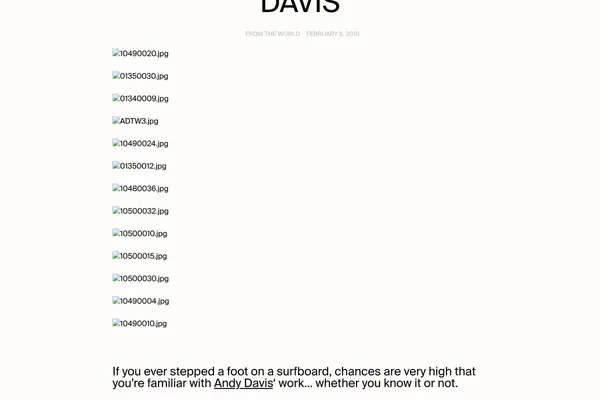 DAVIS
FROM THE WORLD FEBRUARY 6, 2019
10490020.jpg
01350030.jpg
01340009.jpg
ADTW3.jpg
10490024.jpg
01350012.jpg
10480036.jpg
10500032.jpg
10500010.jpg
10500015.jpg
10500030.jpg
10490004.jpg
10490010.jpg
If you ever stepped a foot on a surfboard, chances are very high that
you’re familiar with Andy Davis‘ work… whether you know it or not.